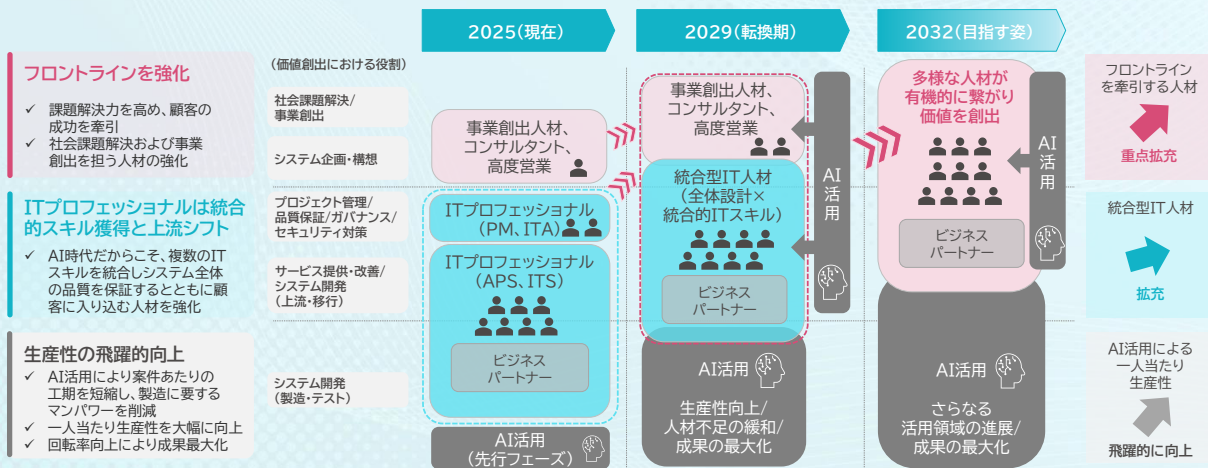 2025(現在)
2029(転換期)
2032(目指す姿)
フロントラインを強化
✓ 課題解決力を高め、顧客の
成功を牽引
✓ 社会課題解決および事業
創出を担う人材の強化
ITプロフェッショナルは統合
的スキル獲得と上流シフト
✓ AI時代だからこそ、複数のIT
スキルを統合しシステム全体
の品質を保証するとともに顧
客に入り込む人材を強化
生産性の飛躍的向上
✓ AI活用により案件あたりの
工期を短縮し、製造に要する
マンパワーを削減
✓ 一人当たり生産性を大幅に向上
✓ 回転率向上により成果最大化
(価値創出における役割)
社会課題解決/
事業創出
システム企画・構想
プロジェクト管理/
品質保証/ガバナンス/
セキュリティ対策
サービス提供・改善/
システム開発
(上流・移行)
システム開発
(製造・テスト)
事業創出人材、
コンサルタント、
高度営業
ITプロフェッショナル
(PM、ITA)
ITプロフェッショナル
(APS、ITS)
ビジネス
パートナー
AI活用
(先行フェーズ)
事業創出人材、
コンサルタント、
高度営業
統合型IT人材
(全体設計×
統合的ITスキル)
ビジネス
パートナー
AI活用
AI活用
生産性向上/
人材不足の緩和/
成果の最大化
多様な人材が
有機的に繋がり
価値を創出
ビジネス
パートナー
AI活用
AI活用
さらなる
活用領域の進展/
成果の最大化
フロントライン
を牽引する人材
重点拡充
統合型IT人材
拡充
AI活用による
一人当たり
生産性
飛躍的に向上